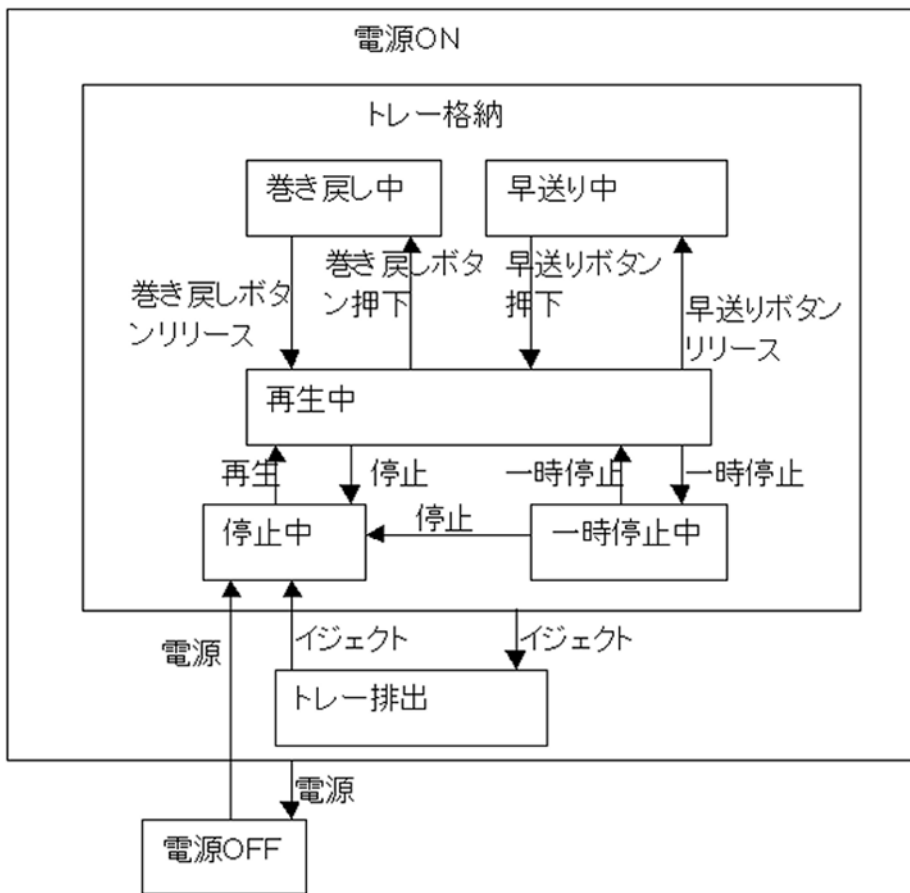 電源ON
トレー格納
巻き戻し中
早送り中
巻き戻しボタ
ンリリース
巻き戻しボタ
ン押下
早送りボタン
押下
早送りボタン
リリース
再生中
再生
停止
一時停止
一時停止
停止中
停止
一時停止中
電源
イジェクト
イジェクト
トレー排出
電源
電源OFF